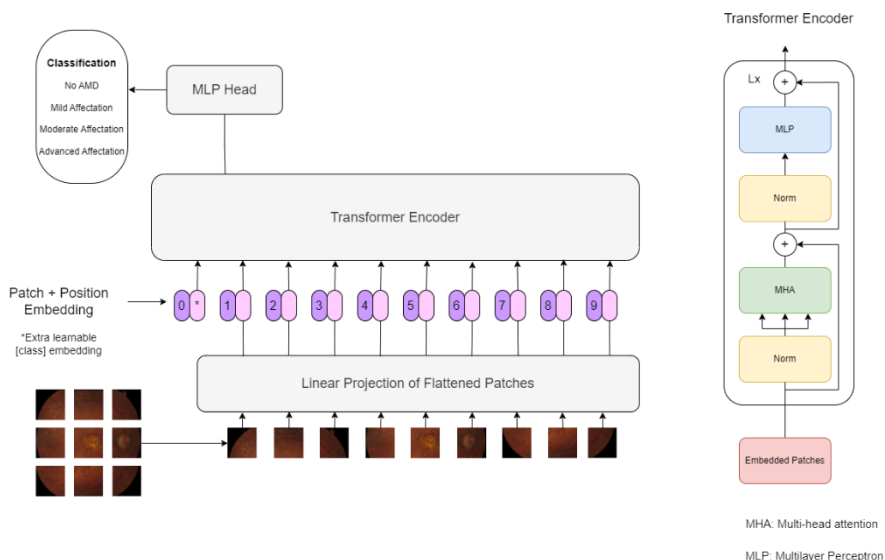 Transformer Encoder
Classification
No AMD
Mild Affectation
Moderate Affectation
Advanced Affectation
MLP Head
Lx
+
MLP
Norm
Transformer Encoder
+
MHA
Patch + Position
Embedding
0 * 1 2 3 4 5 6 7 8 9
*Extra learnable
[class] embedding
Norm
Linear Projection of Flattened Patches
Embedded Patches
MHA: Multi-head attention
MLP: Multilayer Perceptron